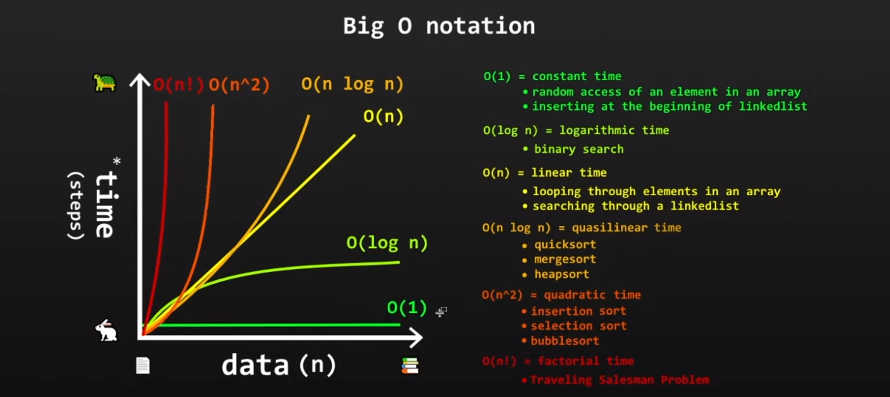 Big O notation
O(n!) O(n^2) O(n log n)
O(n)
O(log n)
O(1)
*time
(steps)
data (n)
O(1) = constant time
• random access of an element in an array
• inserting at the beginning of linkedlist
O(log n) = logarithmic time
• binary search
O(n) = linear time
• looping through elements in an array
• searching through a linkedlist
O(n log n) = quasilinear time
• quicksort
• mergesort
• heapsort
O(n^2) = quadratic time
• insertion sort
• selection sort
• bubblesort
O(n!) = factorial time
• Traveling Salesman Problem